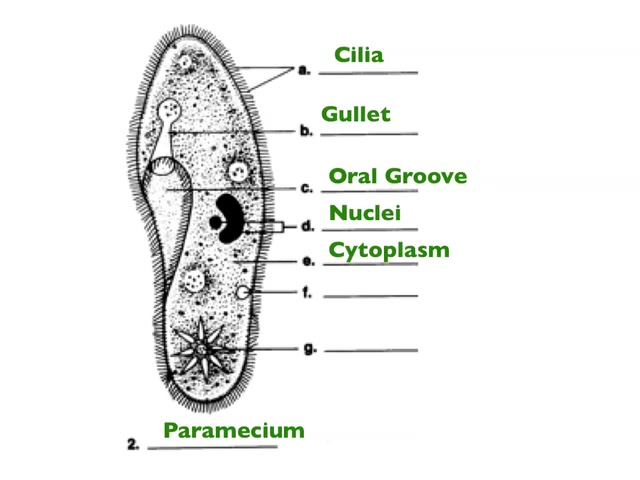 Cilia
a.
Gullet
b.
Oral Groove
c.
Nuclei
d.
Cytoplasm
e.
f.
g.
Paramecium
2.